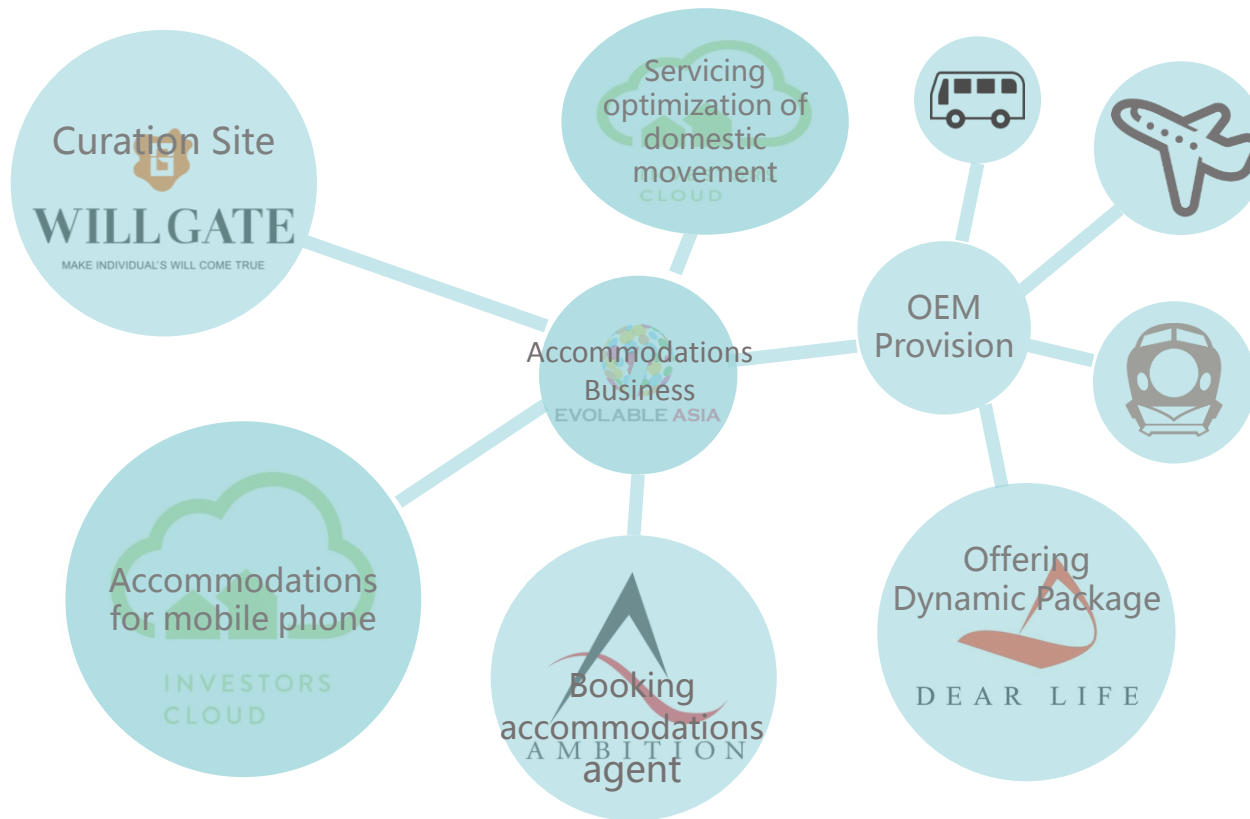 Curation Site
WILLGATE
MAKE INDIVIDUAL'S WILL COME TRUE
Servicing
optimization of
domestic
movement
CLOUD
Accommodations
Business
EVOLABLE ASIA
OEM
Provision
Accommodations
for mobile phone
INVESTORS
CLOUD
Booking
accommodations
AMBITION
agent
Offering
Dynamic Package
DEAR LIFE